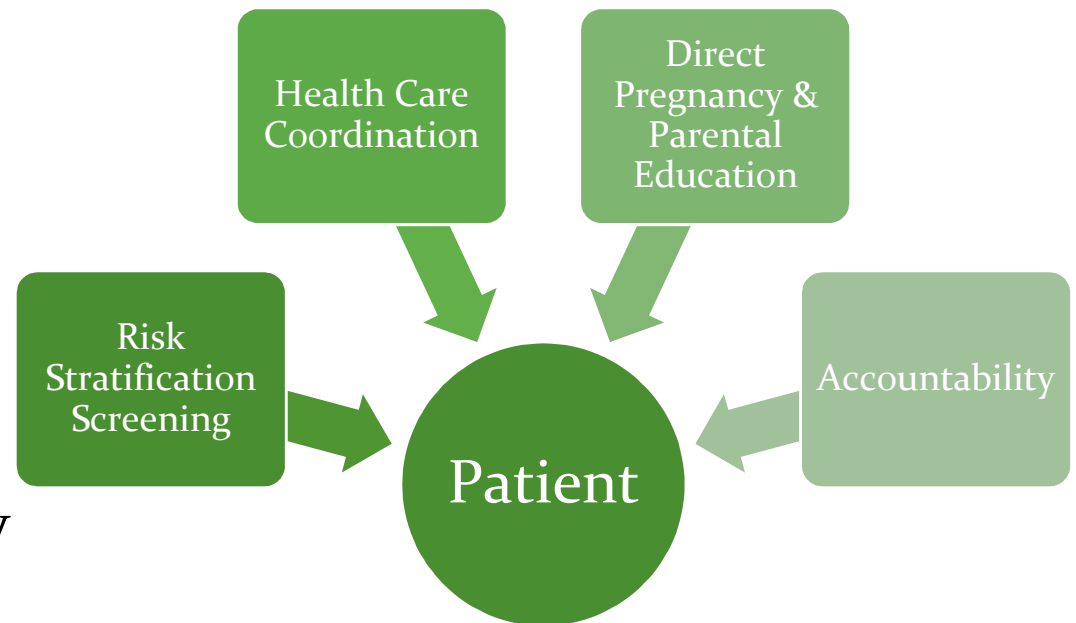 Health Care
Coordination
Direct
Pregnancy &
Parental
Education
Risk
Stratification
Screening
Accountability
Patient